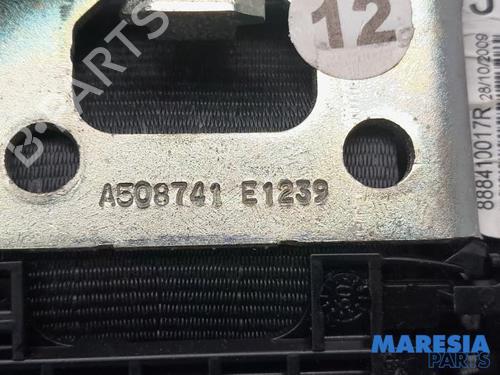 12
A508741 E1239
888410017R
28/10/2009
B-PARTS
MARESIA
PARTS